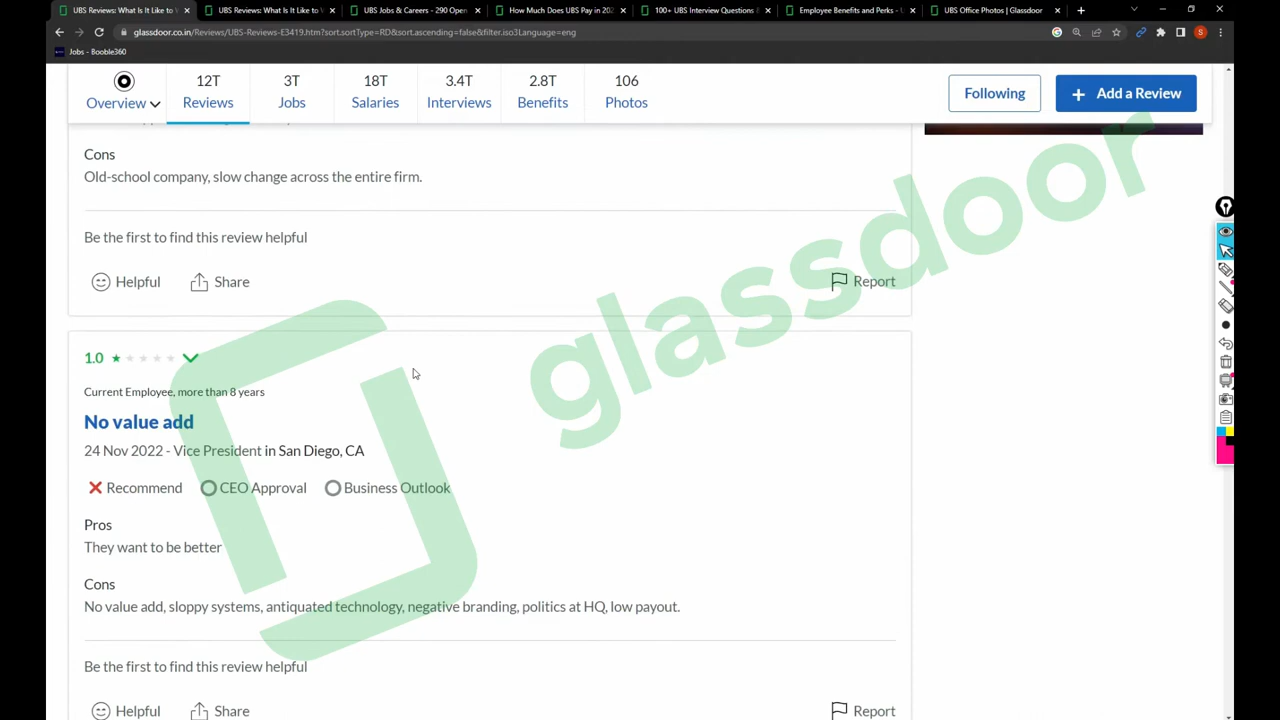 UBS Reviews: What Is It Like to
UBS Reviews: What Is It Like to
UBS Jobs & Careers - 290 Open
How Much Does UBS Pay in 202
100+ UBS Interview Questions
Employee Benefits and Perks - U
UBS Office Photos | Glassdoor
glassdoor.co.in/Reviews/UBS-Reviews-E3419.htm?sort.sortType=RD&sort.ascending=false&filter.iso3Language=eng
S
Jobs - Booble360
Overview
12T
Reviews
3T
Jobs
18T
Salaries
3.4T
Interviews
2.8T
Benefits
106
Photos
Following
+ Add a Review
Cons
Old-school company, slow change across the entire firm.
Be the first to find this review helpful
Helpful
Share
Report
glassdoor
1.0
Current Employee, more than 8 years
No value add
24 Nov 2022 - Vice President in San Diego, CA
Recommend
CEO Approval
Business Outlook
Pros
They want to be better
Cons
No value add, sloppy systems, antiquated technology, negative branding, politics at HQ, low payout.
Be the first to find this review helpful
Helpful
Share
Report